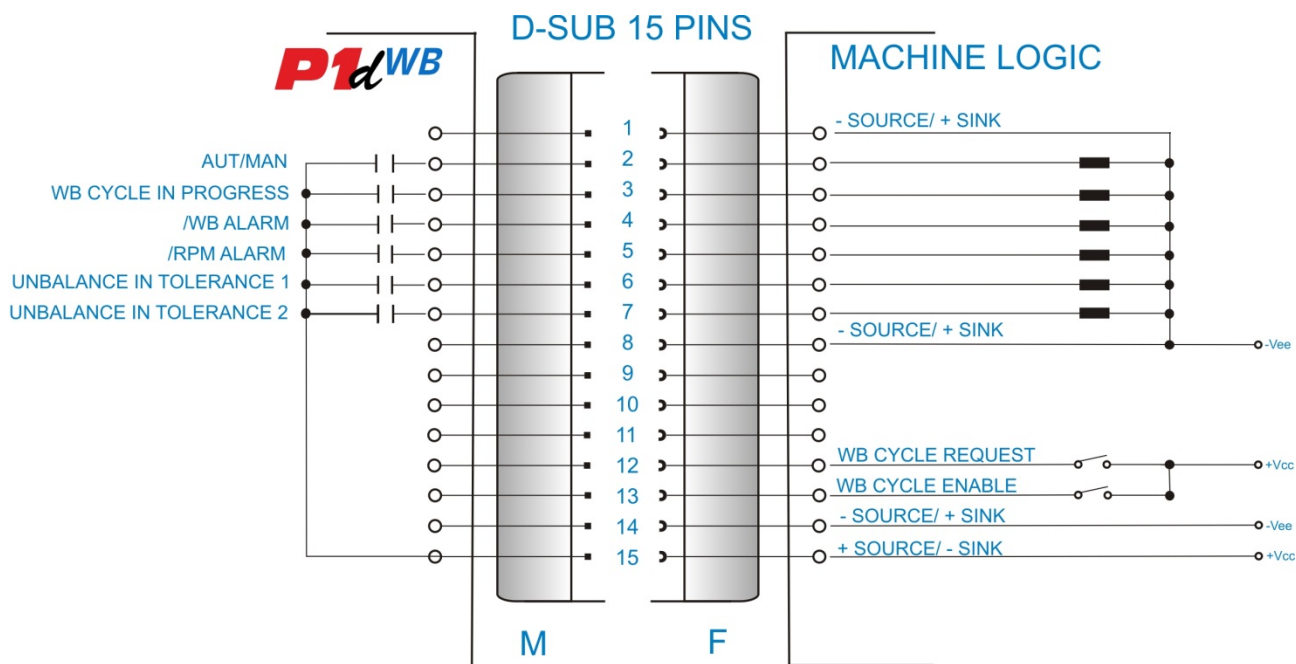 D-SUB 15 PINS
P1dWB
MACHINE LOGIC
1
- SOURCE/ + SINK
AUT/MAN
2
WB CYCLE IN PROGRESS
3
/WB ALARM
4
/RPM ALARM
5
UNBALANCE IN TOLERANCE 1
6
UNBALANCE IN TOLERANCE 2
7
- SOURCE/ + SINK
8
-Vee
9
10
11
WB CYCLE REQUEST
12
+Vcc
WB CYCLE ENABLE
13
- SOURCE/ + SINK
14
-Vee
+ SOURCE/ - SINK
15
+Vcc
M
F